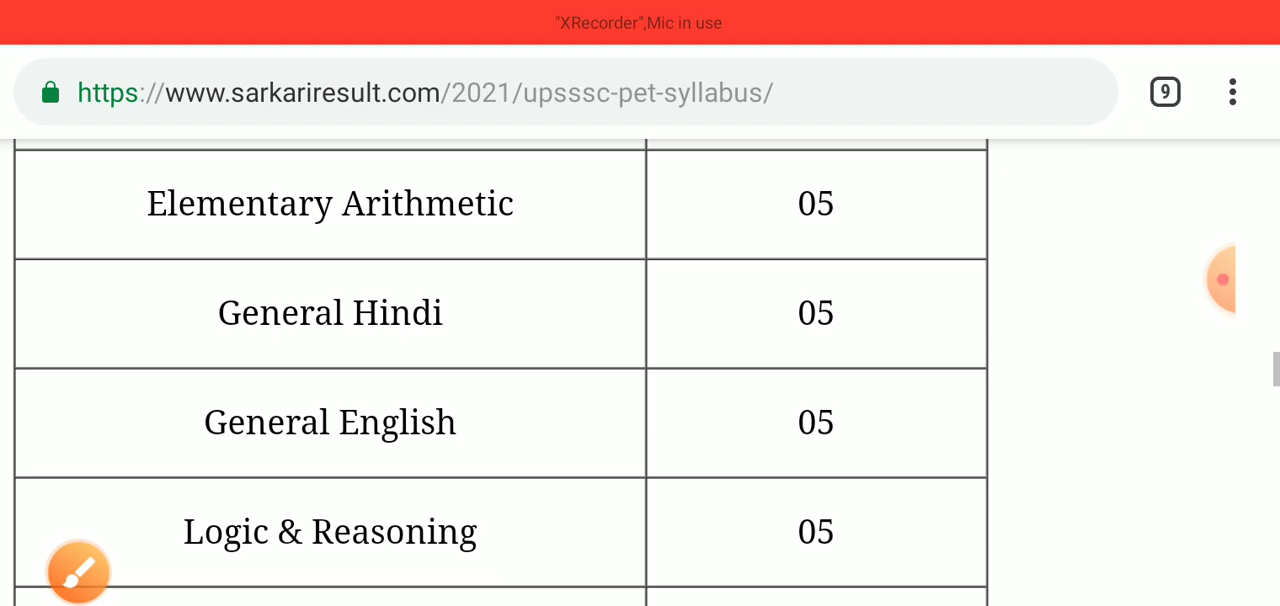 "XRecorder",Mic in use
https://www.sarkariresult.com/2021/upsssc-pet-syllabus/
9
Elementary Arithmetic 05
General Hindi 05
General English 05
Logic & Reasoning 05